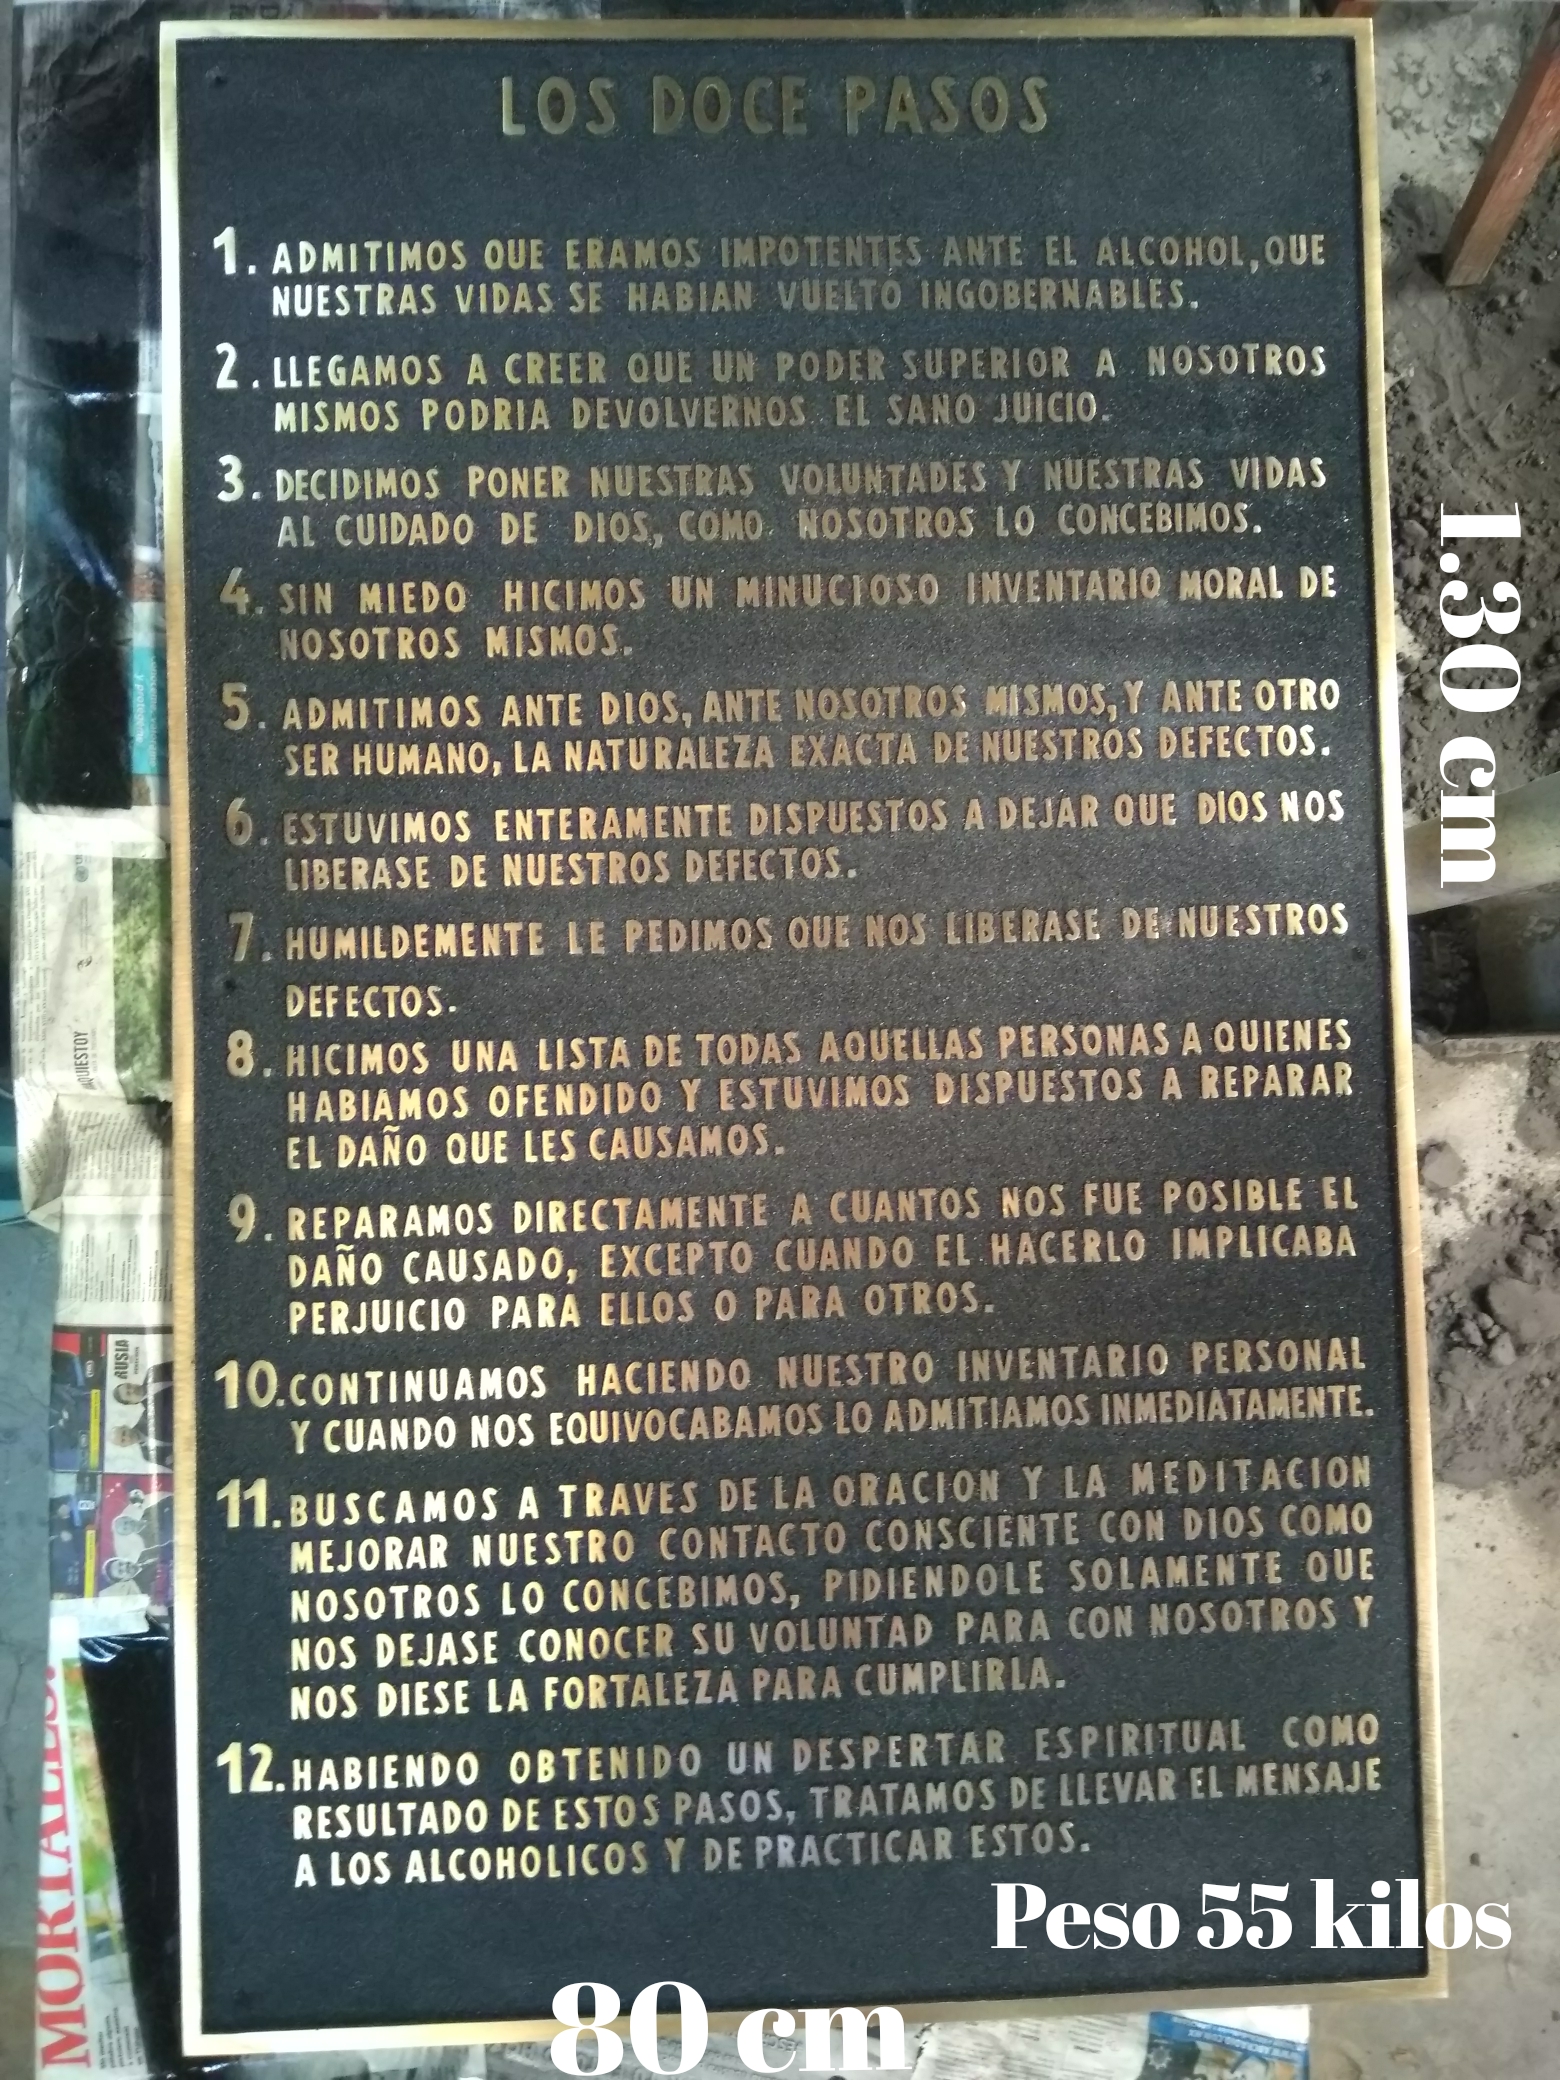 LOS DOCE PASOS
1. ADMITIMOS QUE ERAMOS IMPOTENTES ANTE EL ALCOHOL, QUE
NUESTRAS VIDAS SE HABIAN VUELTO INGOBERNABLES.
2. LLEGAMOS A CREER QUE UN PODER SUPERIOR A NOSOTROS
MISMOS PODRIA DEVOLVERNOS EL SANO JUICIO.
3. DECIDIMOS PONER NUESTRAS VOLUNTADES Y NUESTRAS VIDAS
AL CUIDADO DE DIOS, COMO NOSOTROS LO CONCEBIMOS.
4. SIN MIEDO HICIMOS UN MINUCIOSO INVENTARIO MORAL DE
NOSOTROS MISMOS.
5. ADMITIMOS ANTE DIOS, ANTE NOSOTROS MISMOS, Y ANTE OTRO
SER HUMANO, LA NATURALEZA EXACTA DE NUESTROS DEFECTOS.
6. ESTUVIMOS ENTERAMENTE DISPUESTOS A DEJAR QUE DIOS NOS
LIBERASE DE NUESTROS DEFECTOS.
7. HUMILDEMENTE LE PEDIMOS QUE NOS LIBERASE DE NUESTROS
DEFECTOS.
8. HICIMOS UNA LISTA DE TODAS AQUELLAS PERSONAS A QUIENES
HABIAMOS OFENDIDO Y ESTUVIMOS DISPUESTOS A REPARAR
EL DAÑO QUE LES CAUSAMOS.
9. REPARAMOS DIRECTAMENTE A CUANTOS NOS FUE POSIBLE EL
DAÑO CAUSADO, EXCEPTO CUANDO EL HACERLO IMPLICABA
PERJUICIO PARA ELLOS O PARA OTROS.
10. CONTINUAMOS HACIENDO NUESTRO INVENTARIO PERSONAL
Y CUANDO NOS EQUIVOCABAMOS LO ADMITIAMOS INMEDIATAMENTE.
11. BUSCAMOS A TRAVES DE LA ORACION Y LA MEDITACION
MEJORAR NUESTRO CONTACTO CONSCIENTE CON DIOS COMO
NOSOTROS LO CONCEBIMOS, PIDIENDOLE SOLAMENTE QUE
NOS DEJASE CONOCER SU VOLUNTAD PARA CON NOSOTROS Y
NOS DIESE LA FORTALEZA PARA CUMPLIRLA.
12. HABIENDO OBTENIDO UN DESPERTAR ESPIRITUAL COMO
RESULTADO DE ESTOS PASOS, TRATAMOS DE LLEVAR EL MENSAJE
A LOS ALCOHOLICOS Y DE PRACTICAR ESTOS.
1.30 cm
Peso 55 kilos
80 cm
RUSIA